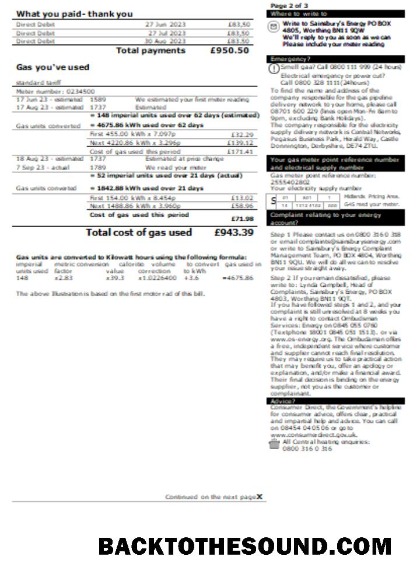 What you paid- thank you
Direct Debit 27 Jun 2023 £83,50
Direct Debit 27 Jul 2023 £83,50
Direct Debit 30 Aug 2023 £83,50
Total payments £950.50
Gas you've used
standard tariff
Meter number: 0234500
17 Jun 23 - estimated 1589 We estimated your first meter reading
17 Aug 23 - estimated 1737 Estimated
= 148 imperial units used over 62 days (estimated)
Gas units converted = 4675.86 kWh used over 62 days
First 455.00 kWh x 7.097p £32.29
Next 4220.86 kWh x 3.296p £139.12
Cost of gas used this period £171.41
18 Aug 23 - estimated 1737 Estimated at price change
7 Sep 23 - actual 1789 We read your meter
= 52 imperial units used over 21 days (actual)
Gas units converted = 1842.88 kWh used over 21 days
First 154.00 kWh x 8.454p £13.02
Next 1488.86 kWh x 3.960p £58.96
Cost of gas used this period £71.98
Total cost of gas used £943.39
Gas units are converted to Kilowatt hours using the following formula:
imperial metric conversion calorific volume to convert gas used in
units used factor value correction to kWh
148 x2.83 x39.3 x1.0226400 ÷3.6 =4675.86
The above illustration is based on the first meter rad of this bill.
Continued on the next page X
Page 2 of 3
Where to write to
Write to Sainsbury's Energy PO BOX
4805, Worthing BN11 9QW
We'll reply to you as soon as we can
Please include your meter readings
Emergency?
Smell gas? Call 0800 111 999 (24 hours)
Electrical emergency or power cut?
Call 0800 328 1111(24hours)
To find the name and address of the
company responsible for the gas pipeline
delivery network to your home, please call
08701 600 229 (lines open Mon-Fri 8am to
9pm, excluding Bank Holidays).
The company responsible for the electricity
supply delivery network is Central Networks,
Pegasus Business Park, Herald Way, Castle
Donnington, Derbyshire, DE74 2TU.
Your gas meter point reference number
and electricity supply number
Gas meter point reference number:
2555402802
Your electricity supply number
S
Midlands Pricing Area.
Complaint relating to your energy
account?
Step 1 Please contact us on 0800 316 0 368
or email complaints@sainsburysenergy.com
or write to Sainsbury's Energy Complaint
Management Team, PO BOX 4804, Worthing
BN11 9QU. We will do all we can to resolve
your issue straight away.
Step 2 If you remain dissatisfied, please
write to: Lynda Campbell, Head of
Complaints, Sainsbury's Energy, PO BOX
4803, Worthing BN11 9QT.
If you have followed steps 1 and 2, and your
complaint is still unresolved at 8 weeks you
have a right to contact Ombudsman
Services: Energy on 0845 055 0760
(Textphone 18001 0845 051 1513), or via
www.os-energy.org. The Ombudsman offers
a free, independent service where customer
and supplier cannot reach final resolution.
They may require us to take practical action
that may benefit you, offer an apology or
explanation, and/or make a financial award.
Their final decision is binding on the energy
supplier, not you as the customer or
complainant.
Advice?
Consumer Direct, the Government's helpline
for consumer advice, offers clear, practical
and impartial help and advice. You can call
on 08454 04 05 06 or go to
www.consumerdirect.gov.uk.
All Central heating enquiries:
0800 316 0 316
BACKTOTHESOUND.COM